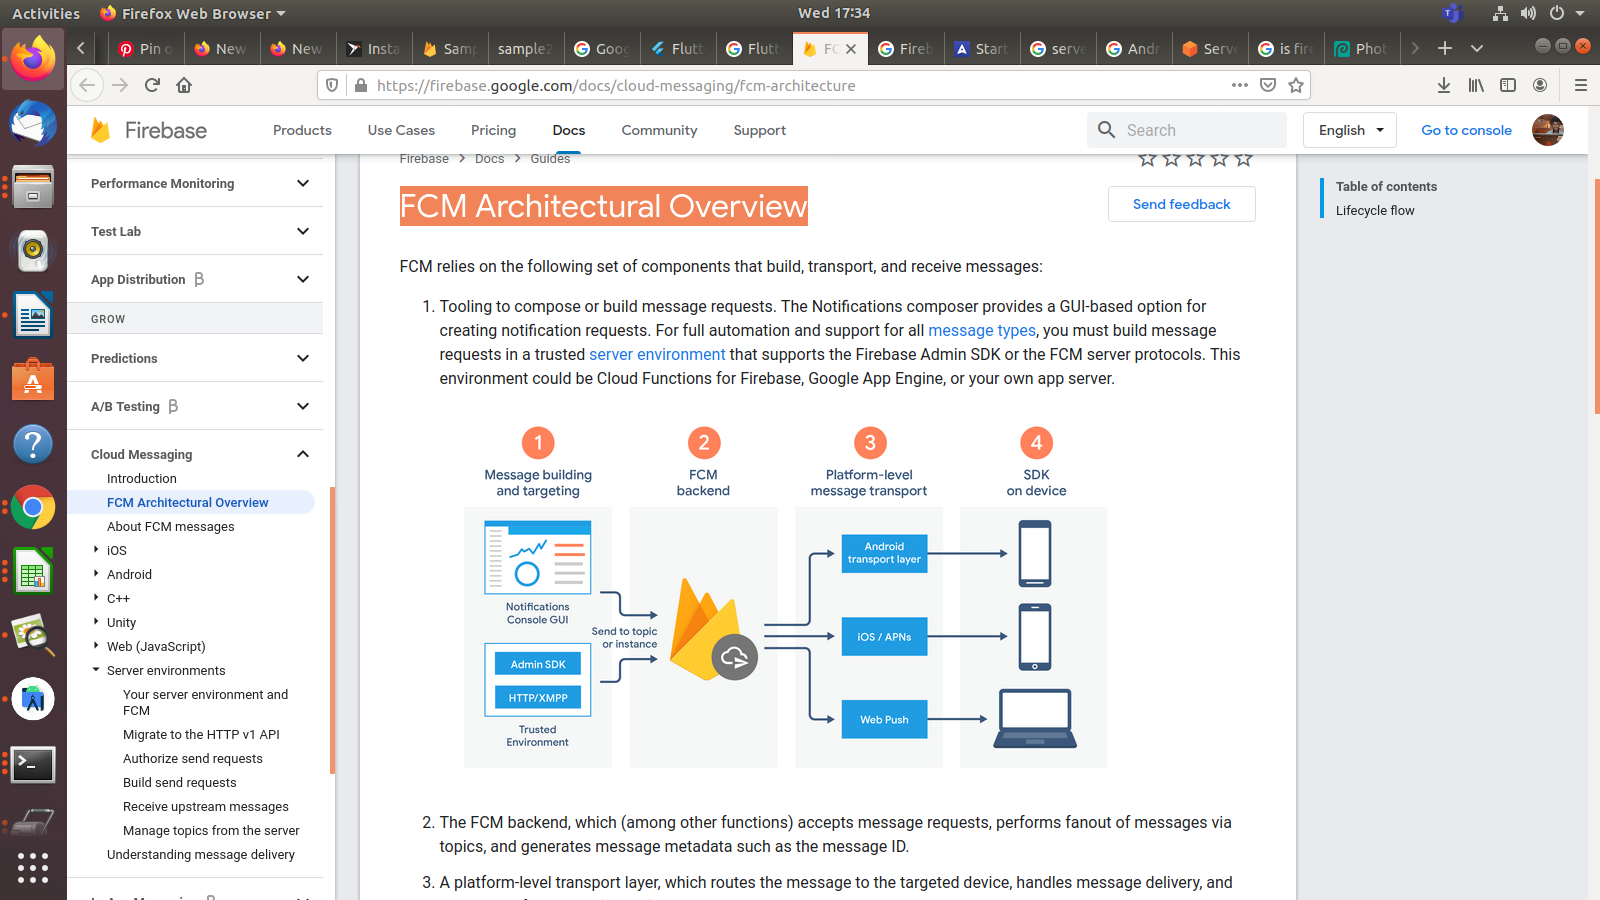 Activities
Firefox Web Browser
Wed 17:34
Pin o
New
New
Insta
Samp
sample2
Goog
Flutt
Flutt
FC
Fireb
Start
serve
Andr
Serve
is fire
Phot
https://firebase.google.com/docs/cloud-messaging/fcm-architecture
Firebase
Products
Use Cases
Pricing
Docs
Community
Support
Search
English
Go to console
Performance Monitoring
Test Lab
App Distribution β
GROW
Predictions
A/B Testing β
Cloud Messaging
Introduction
FCM Architectural Overview
About FCM messages
iOS
Android
C++
Unity
Web (JavaScript)
Server environments
Your server environment and
FCM
Migrate to the HTTP v1 API
Authorize send requests
Build send requests
Receive upstream messages
Manage topics from the server
Understanding message delivery
Firebase > Docs > Guides
FCM Architectural Overview
Send feedback
FCM relies on the following set of components that build, transport, and receive messages:
1. Tooling to compose or build message requests. The Notifications composer provides a GUI-based option for
creating notification requests. For full automation and support for all message types, you must build message
requests in a trusted server environment that supports the Firebase Admin SDK or the FCM server protocols. This
environment could be Cloud Functions for Firebase, Google App Engine, or your own app server.
1
Message building
and targeting
2
FCM
backend
3
Platform-level
message transport
4
SDK
on device
Notifications
Console GUI
Send to topic
or instance
Admin SDK
HTTP/XMPP
Trusted
Environment
Android
transport layer
iOS / APNs
Web Push
2. The FCM backend, which (among other functions) accepts message requests, performs fanout of messages via
topics, and generates message metadata such as the message ID.
3. A platform-level transport layer, which routes the message to the targeted device, handles message delivery, and
Table of contents
Lifecycle flow